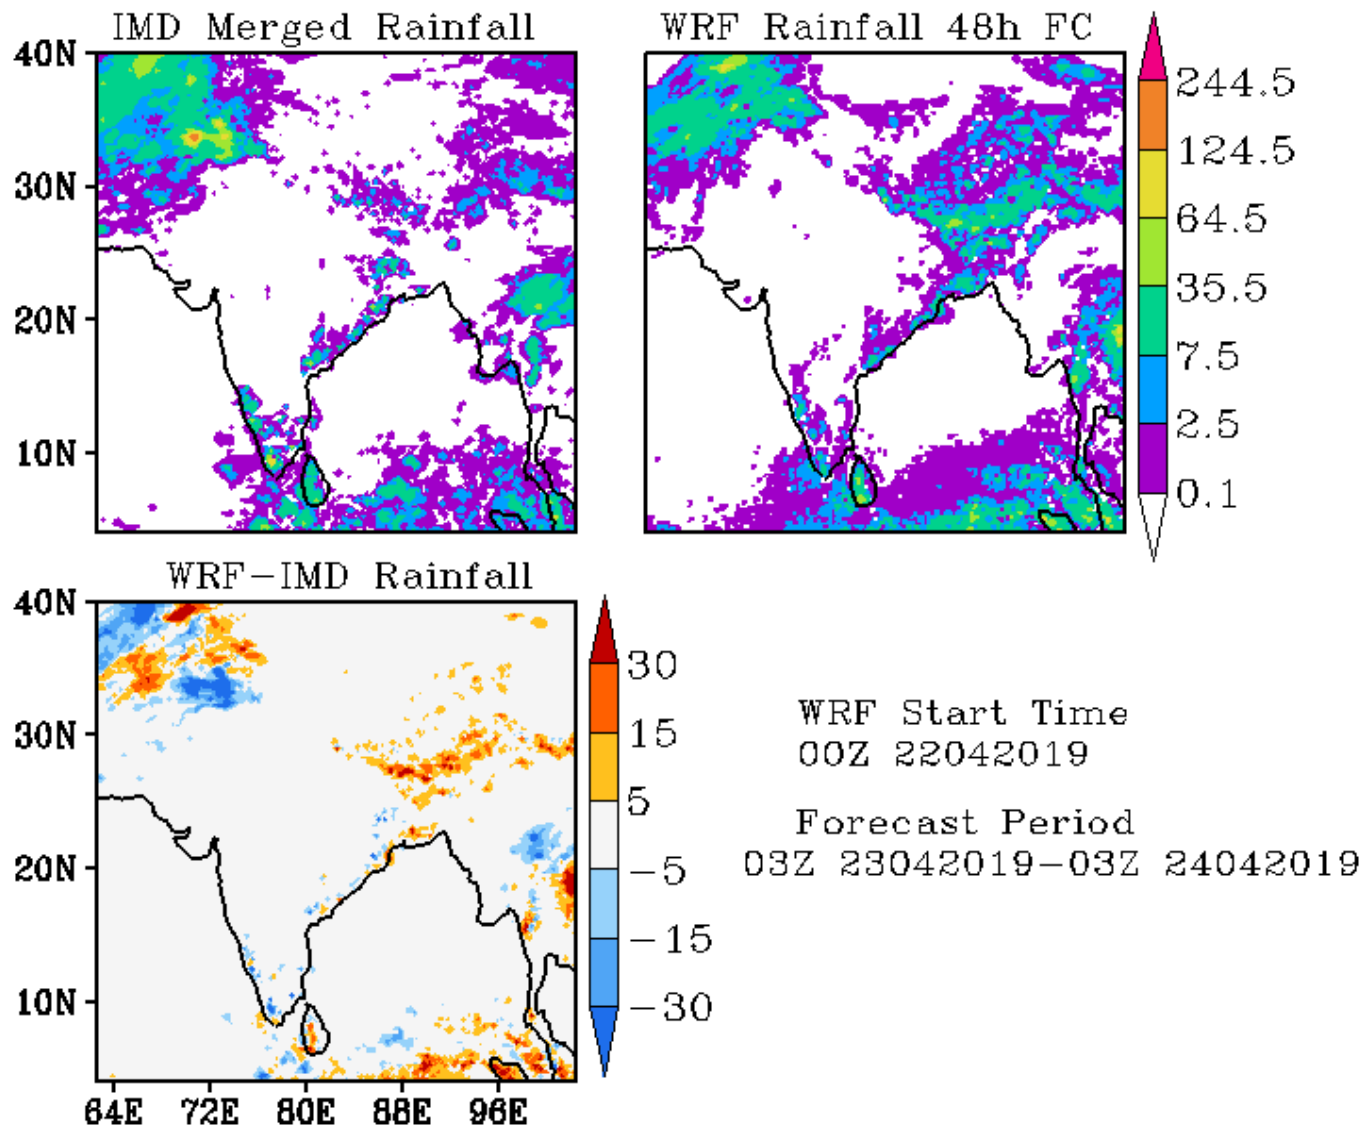 IMD Merged Rainfall
WRF Rainfall 48h FC
40N
30N
20N
10N
244.5
124.5
64.5
35.5
7.5
2.5
0.1
WRF-IMD Rainfall
40N
30N
20N
10N
64E 72E 80E 88E 96E
30
15
5
-5
-15
-30
WRF Start Time
00Z 22042019
Forecast Period
03Z 23042019-03Z 24042019